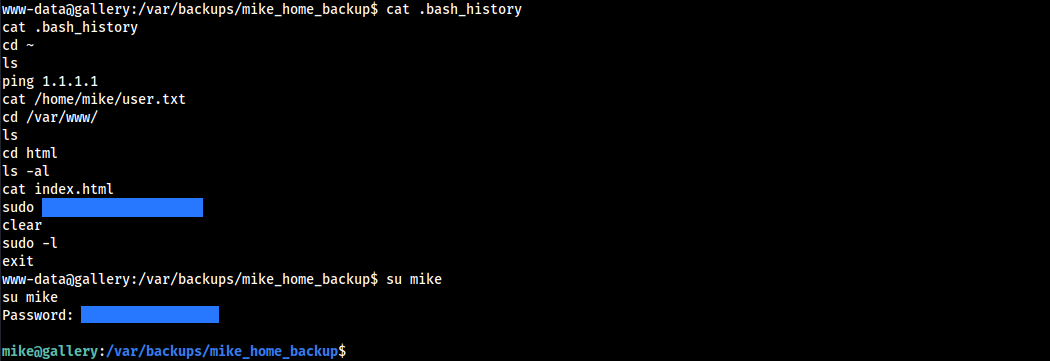 www-data@gallery:/var/backups/mike_home_backup$ cat .bash_history
cat .bash_history
cd ~
ls
ping 1.1.1.1
cat /home/mike/user.txt
cd /var/www/
ls
cd html
ls -al
cat index.html
sudo
clear
sudo -l
exit
www-data@gallery:/var/backups/mike_home_backup$ su mike
su mike
Password:
mike@gallery:/var/backups/mike_home_backup$